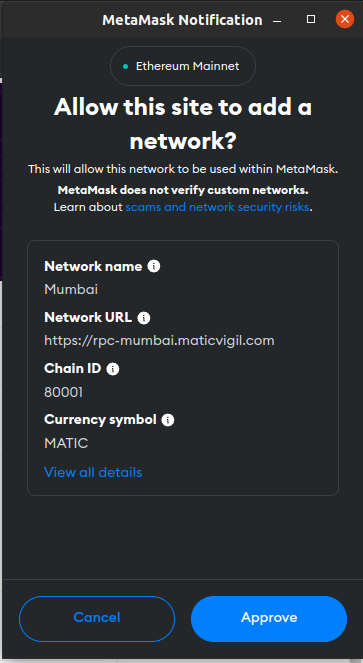 MetaMask Notification
Ethereum Mainnet
Allow this site to add a
network?
This will allow this network to be used within MetaMask.
MetaMask does not verify custom networks.
Learn about scams and network security risks.
Network name
Mumbai
Network URL
https://rpc-mumbai.maticvigil.com
Chain ID
80001
Currency symbol
MATIC
View all details
Cancel
Approve